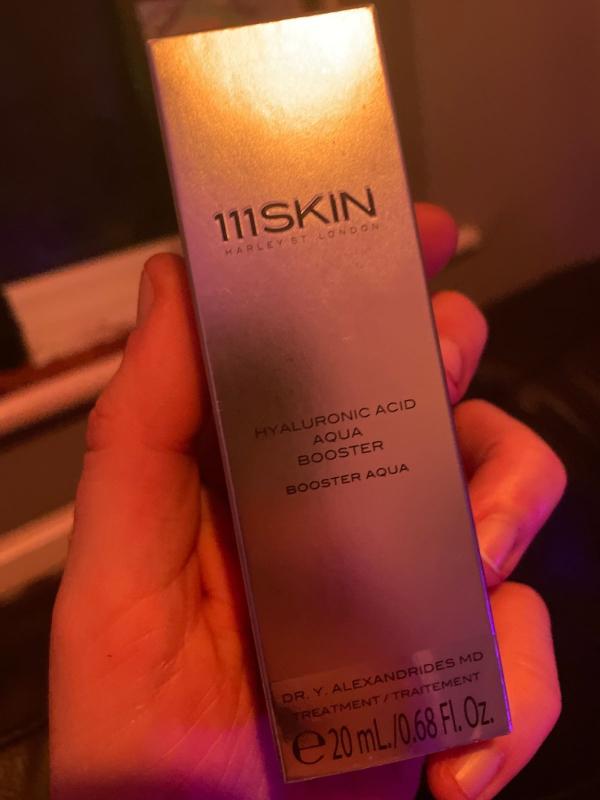 111SKIN
HARLEY ST. LONDON
HYALURONIC ACID
AQUA
BOOSTER
BOOSTER AQUA
DR. Y. ALEXANDRIDES MD
TREATMENT / TRAITEMENT
℮ 20 mL./0.68 Fl. Oz.